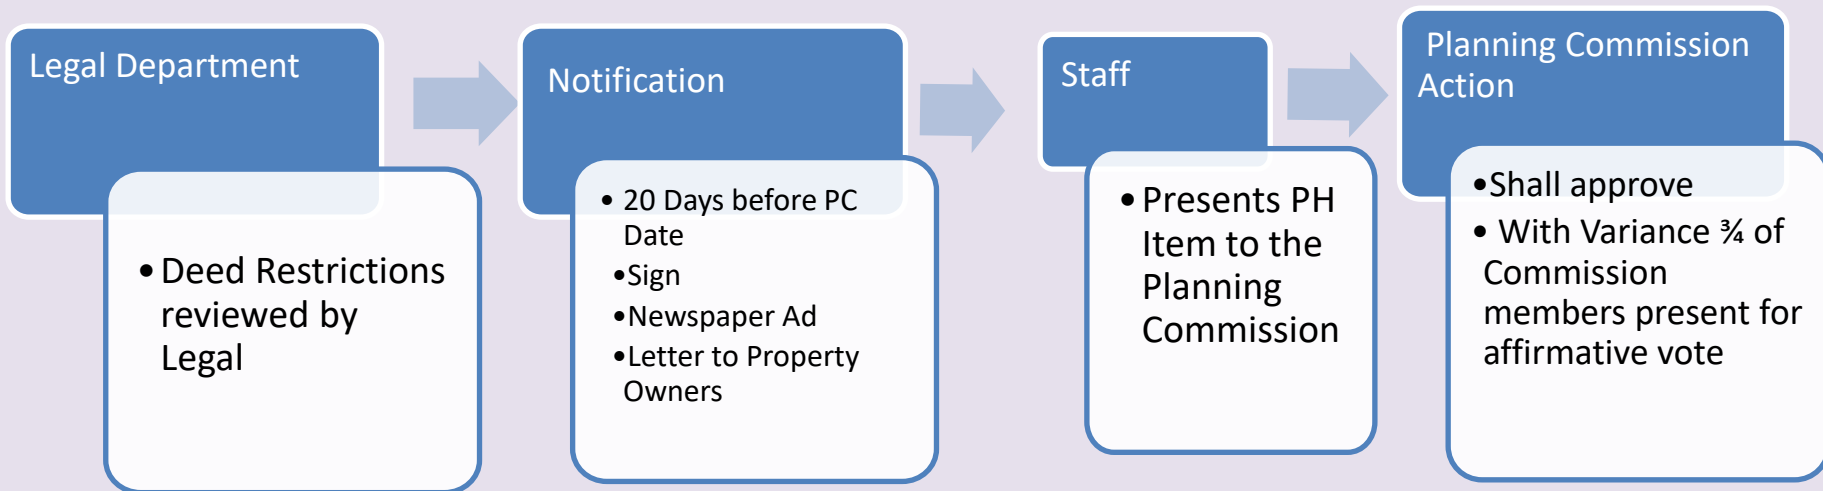 Legal Department
• Deed Restrictions
reviewed by
Legal
Notification
• 20 Days before PC
Date
•Sign
•Newspaper Ad
•Letter to Property
Owners
Staff
•Presents PH
Item to the
Planning
Commission
Planning Commission
Action
•Shall approve
• With Variance ¾ of
Commission
members present for
affirmative vote